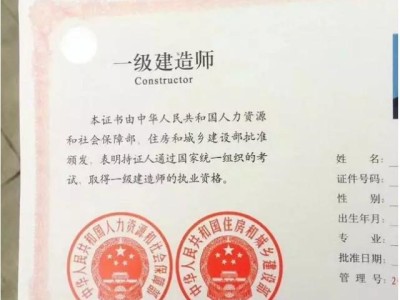 一级建造师
Constructor
本证书由中华人民共和国人力资源
和社会保障部、住房和城乡建设部批准
颁发，表明持证人通过国家统一组织的考
试，取得一级建造师的执业资格。
姓 名：
证件号码：
性 别：
出生年月：
专 业：
批准日期：
管 理 号：
中华人民共和国人力资源和社会保障部
中华人民共和国住房和城乡建设部